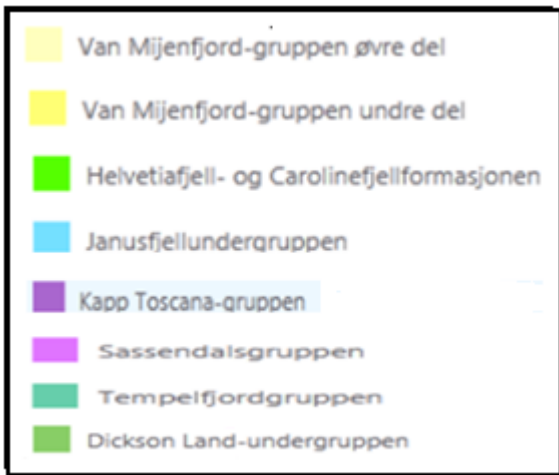 Van Mijenfjord-gruppen øvre del
Van Mijenfjord-gruppen undre del
Helvetiafjell- og Carolinefjellformasjonen
Janusfjellundergruppen
Kapp Toscana-gruppen
Sassendalsgruppen
Tempelfjordgruppen
Dickson Land-undergruppen